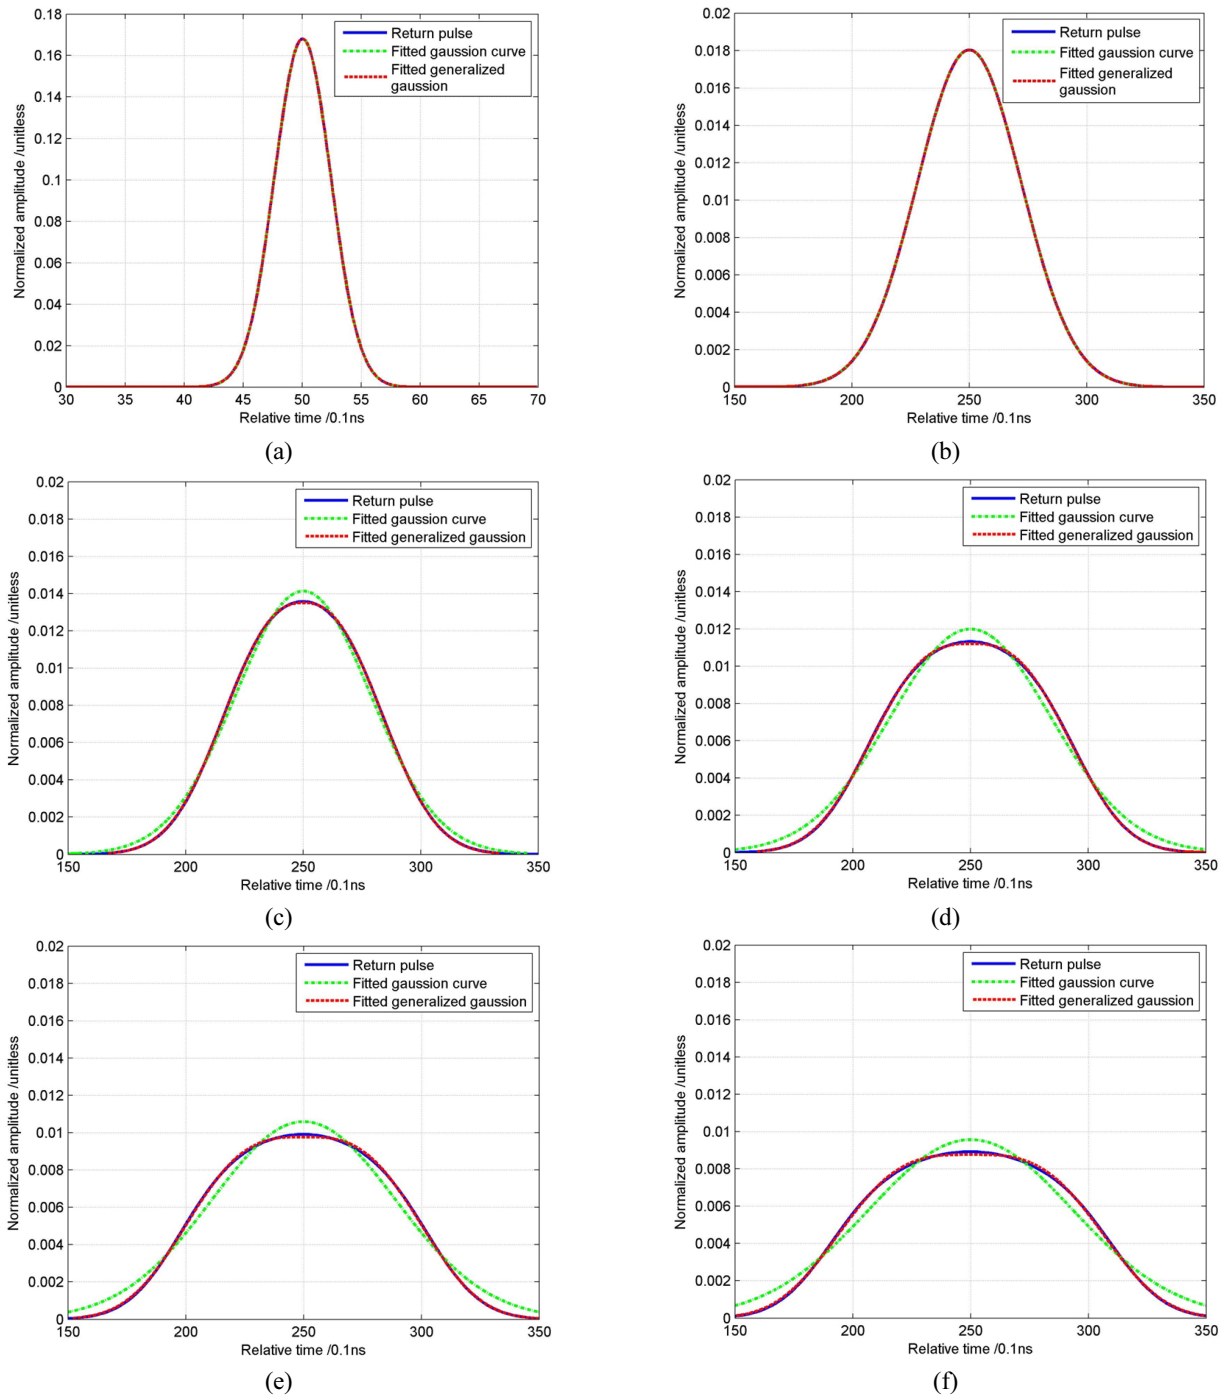 0.18
0.16
0.14
0.12
0.1
0.08
0.06
0.04
0.02
0
Normalized amplitude /unitless
Return pulse
Fitted gaussion curve
Fitted generalized
gaussion
30 35 40 45 50 55 60 65 70
Relative time /0.1ns
(a)
0.02
0.018
0.016
0.014
0.012
0.01
0.008
0.006
0.004
0.002
0
Normalized amplitude /unitless
Return pulse
Fitted gaussion curve
Fitted generalized
gaussion
150 200 250 300 350
Relative time /0.1ns
(b)
0.02
0.018
0.016
0.014
0.012
0.01
0.008
0.006
0.004
0.002
0
Normalized amplitude /unitless
Return pulse
Fitted gaussion curve
Fitted generalized gaussion
150 200 250 300 350
Relative time /0.1ns
(c)
0.02
0.018
0.016
0.014
0.012
0.01
0.008
0.006
0.004
0.002
0
Normalized amplitude /unitless
Return pulse
Fitted gaussion curve
Fitted generalized gaussion
150 200 250 300 350
Relative time /0.1ns
(d)
0.02
0.018
0.016
0.014
0.012
0.01
0.008
0.006
0.004
0.002
0
Normalized amplitude /unitless
Return pulse
Fitted gaussion curve
Fitted generalized gaussion
150 200 250 300 350
Relative time /0.1ns
(e)
0.02
0.018
0.016
0.014
0.012
0.01
0.008
0.006
0.004
0.002
0
Normalized amplitude /unitless
Return pulse
Fitted gaussion curve
Fitted generalized gaussion
150 200 250 300 350
Relative time /0.1ns
(f)